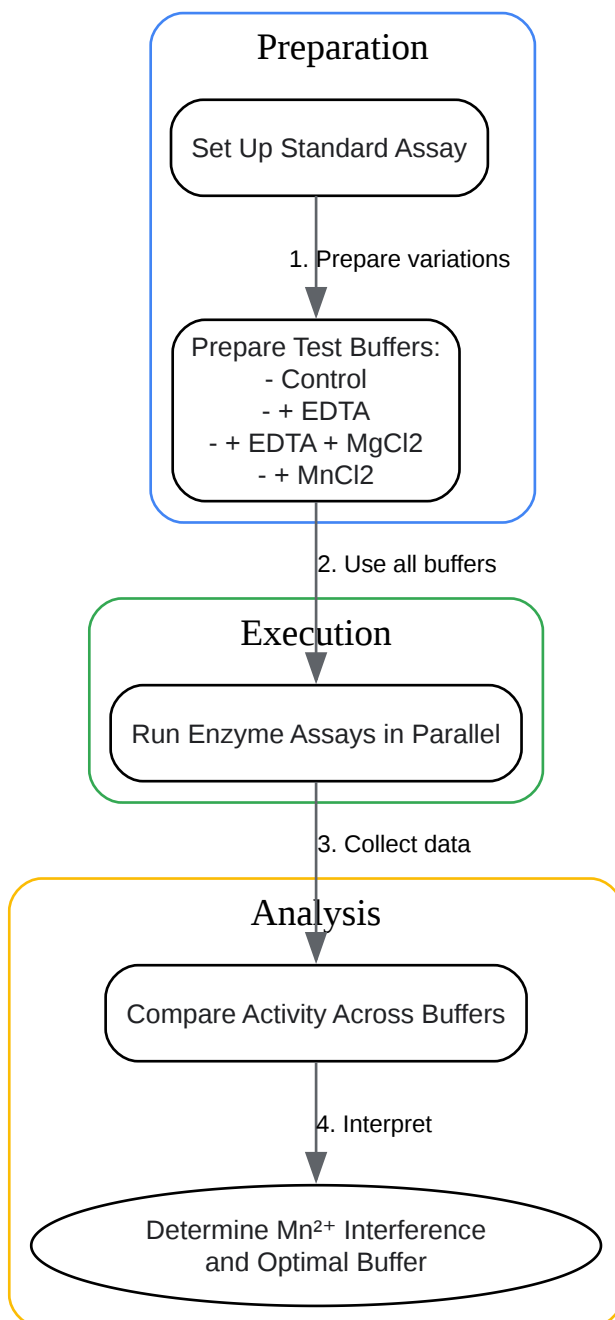 Preparation
Set Up Standard Assay
1. Prepare variations
Prepare Test Buffers:
- Control
- + EDTA
- + EDTA + MgCl2
- + MnCl2
2. Use all buffers
Execution
Run Enzyme Assays in Parallel
3. Collect data
Analysis
Compare Activity Across Buffers
4. Interpret
Determine Mn²⁺ Interference
and Optimal Buffer